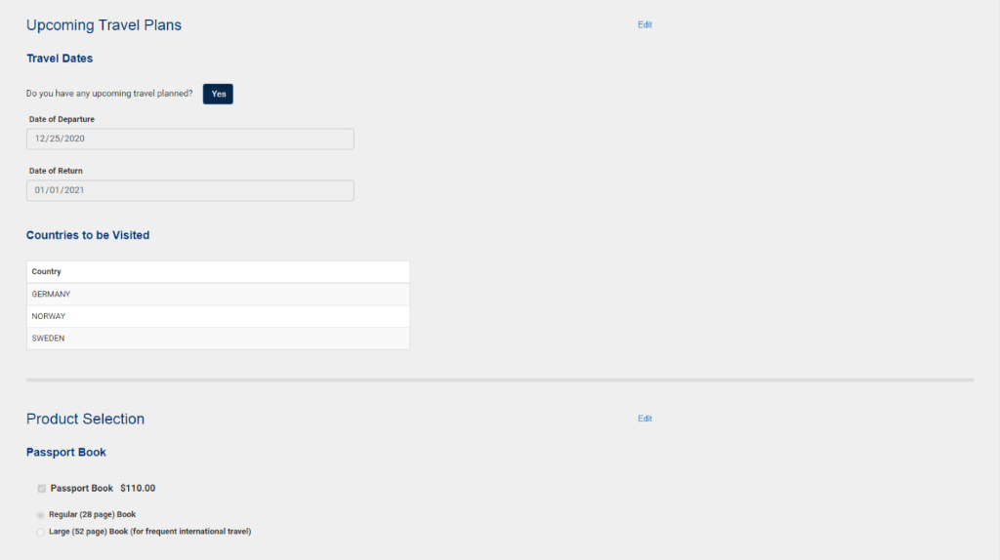 Upcoming Travel Plans
Edit
Travel Dates
Do you have any upcoming travel planned? Yes
Date of Departure
12/25/2020
Date of Return
01/01/2021
Countries to be Visited
Country
GERMANY
NORWAY
SWEDEN
Product Selection
Edit
Passport Book
Passport Book $110.00
Regular (28 page) Book
Large (52 page) Book (for frequent international travel)